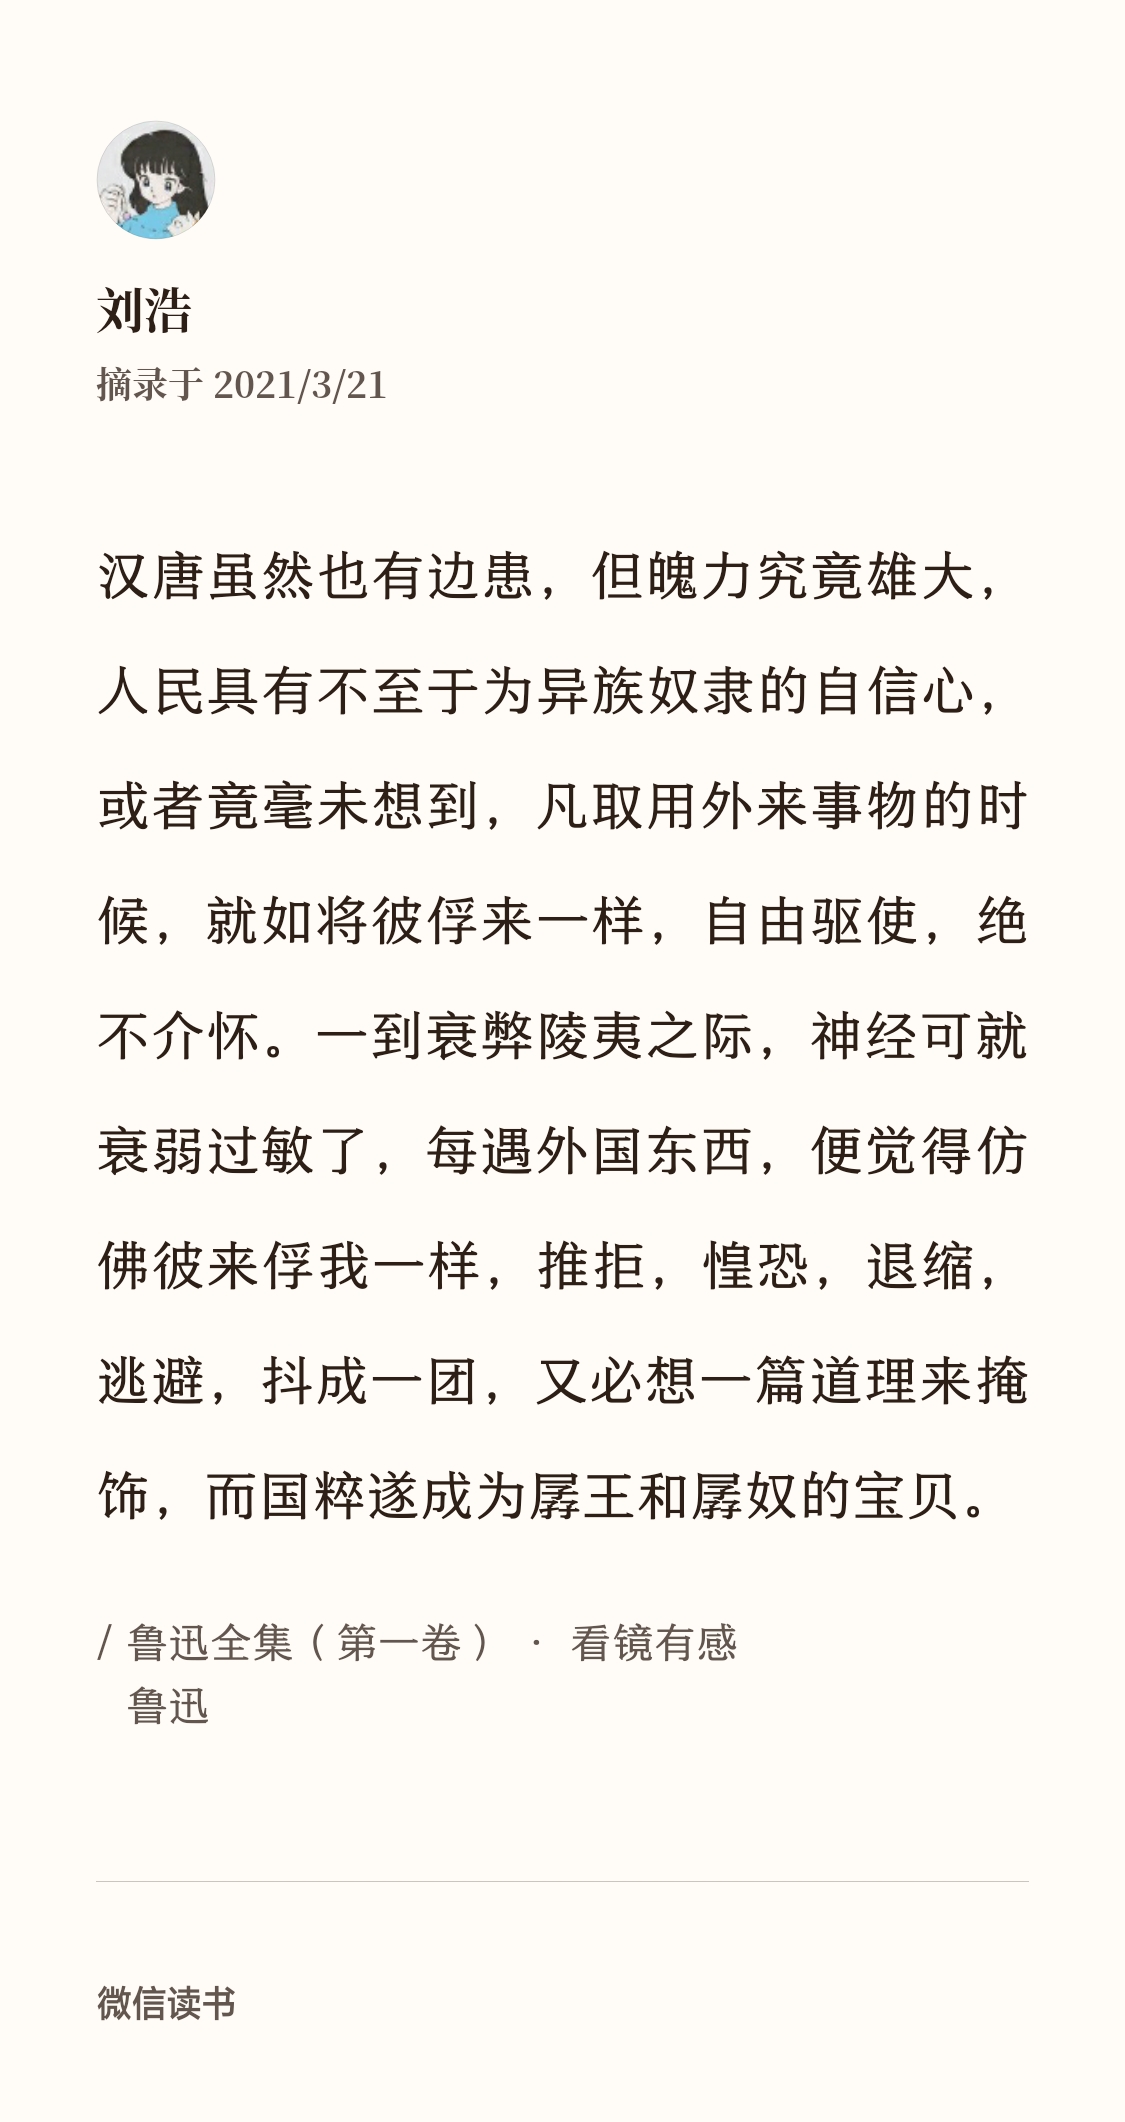 刘浩
摘录于 2021/3/21
汉唐虽然也有边患，但魄力究竟雄大，
人民具有不至于为异族奴隶的自信心，
或者竟毫未想到，凡取用外来事物的时
候，就如将彼俘来一样，自由驱使，绝
不介怀。一到衰弊陵夷之际，神经可就
衰弱过敏了，每遇外国东西，便觉得仿
佛彼来俘我一样，推拒，惶恐，退缩，
逃避，抖成一团，又必想一篇道理来掩
饰，而国粹遂成为孱王和孱奴的宝贝。
/ 鲁迅全集（第一卷） · 看镜有感
鲁迅
微信读书